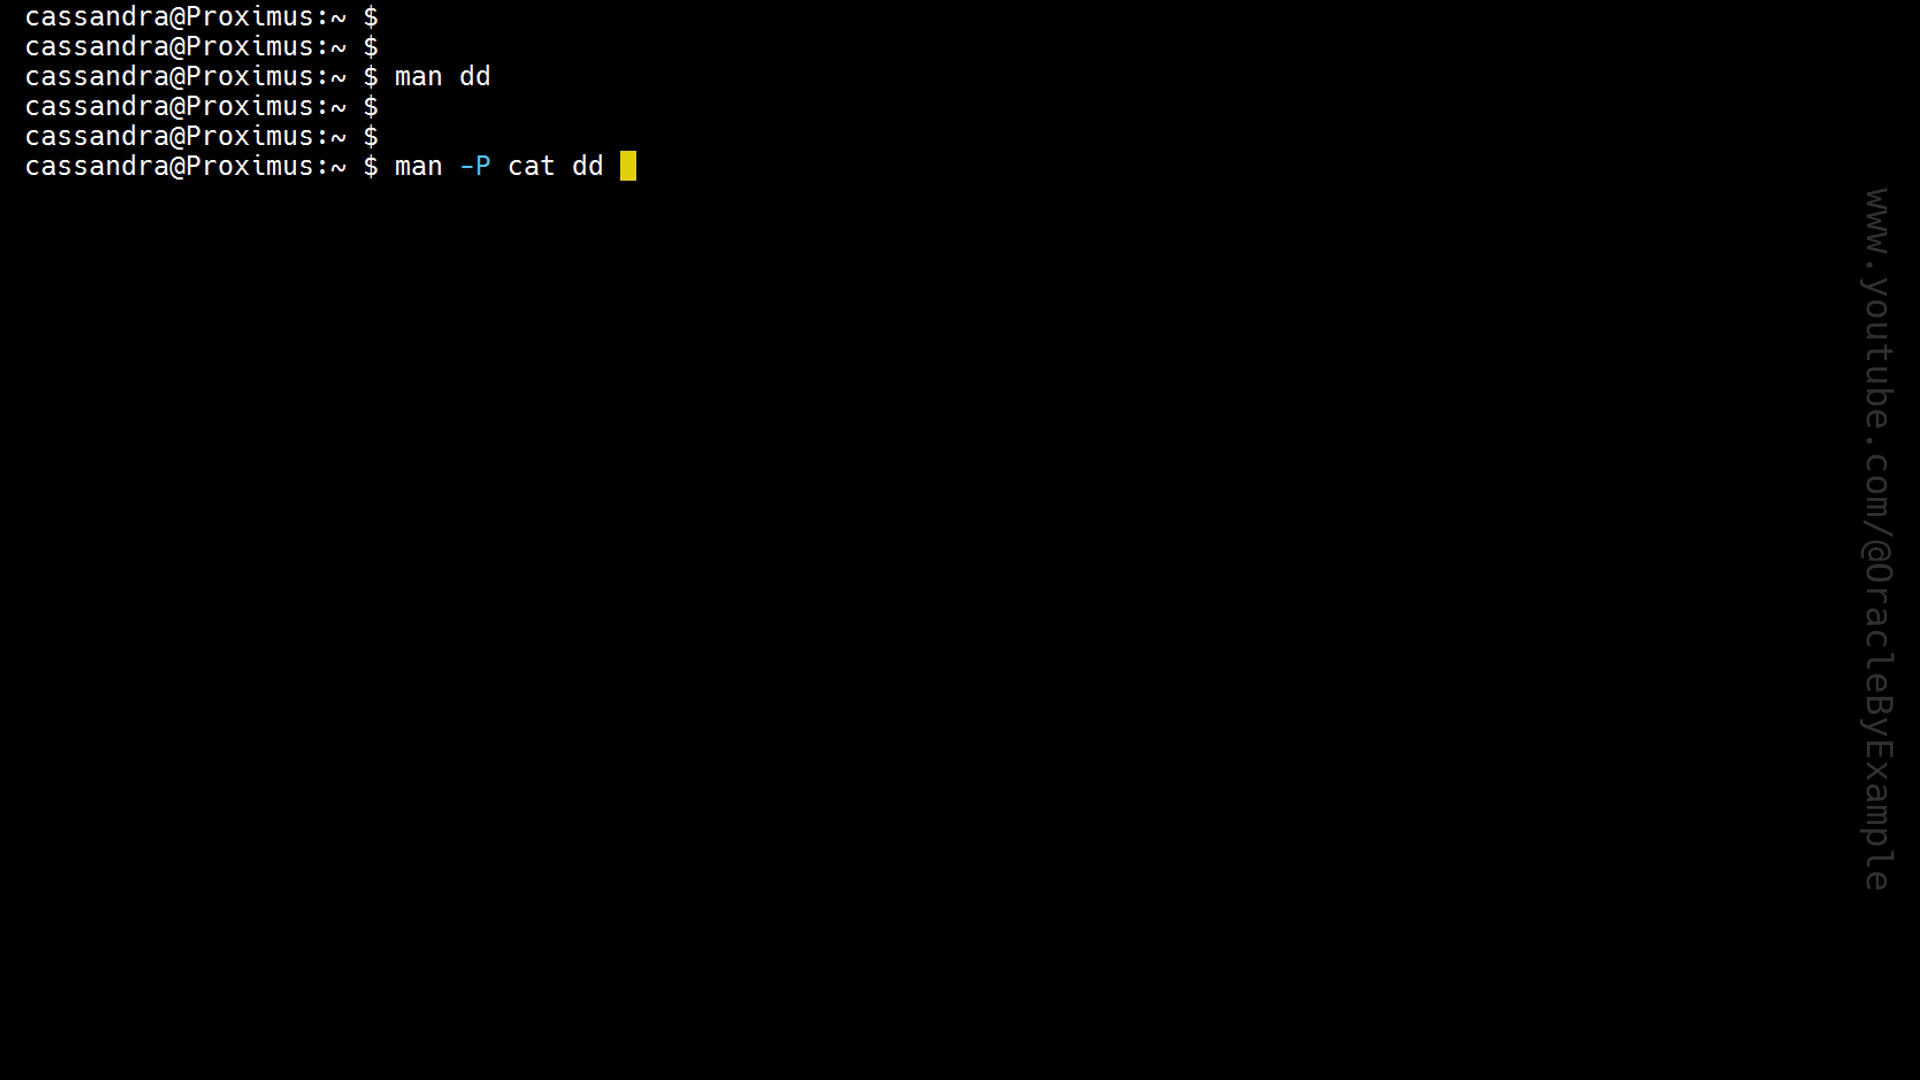 cassandra@Proximus:~ $
cassandra@Proximus:~ $
cassandra@Proximus:~ $ man dd
cassandra@Proximus:~ $
cassandra@Proximus:~ $
cassandra@Proximus:~ $ man -P cat dd
www.youtube.com/@OracleByExample